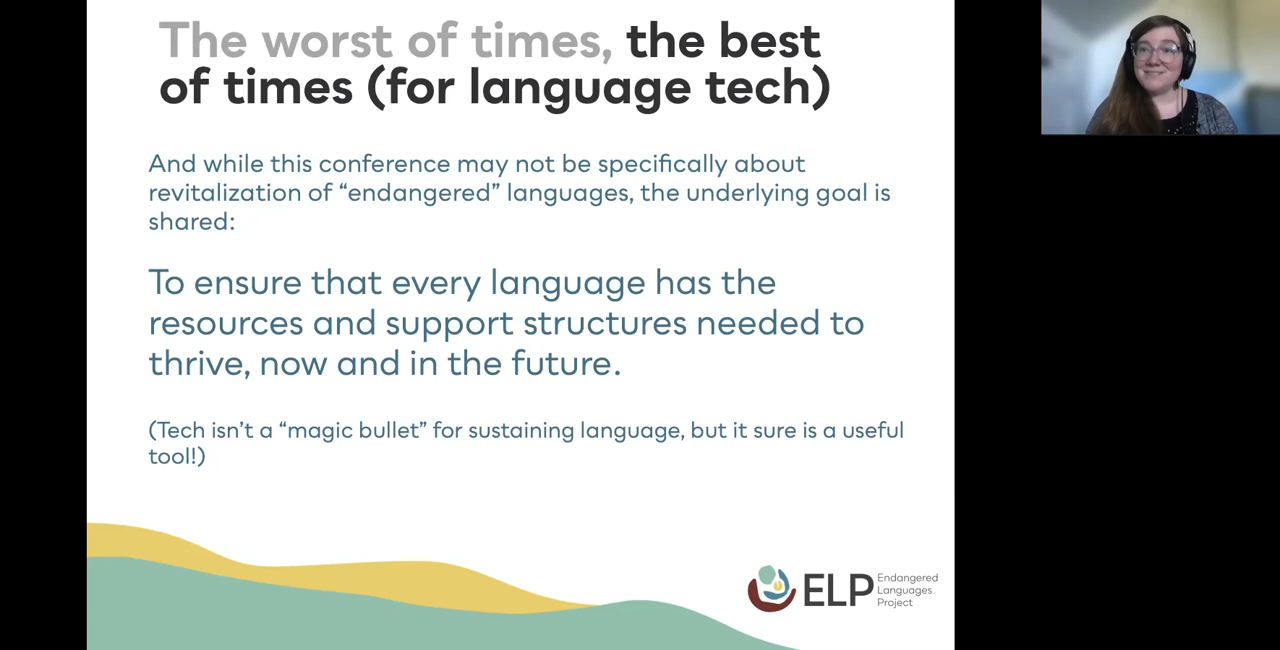 The worst of times, the best
of times (for language tech)
And while this conference may not be specifically about
revitalization of “endangered” languages, the underlying goal is
shared:
To ensure that every language has the
resources and support structures needed to
thrive, now and in the future.
(Tech isn’t a “magic bullet” for sustaining language, but it sure is a useful
tool!)
ELP
Endangered
Languages
Project